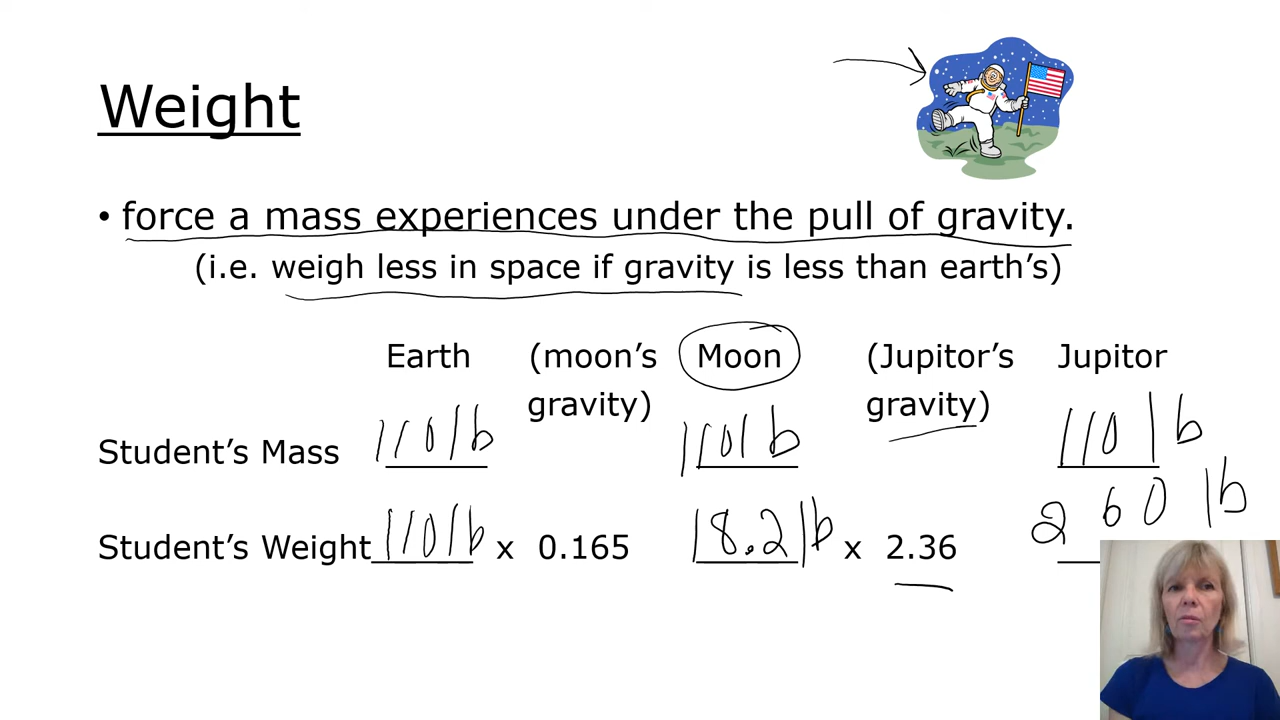 Weight
• force a mass experiences under the pull of gravity.
(i.e. weigh less in space if gravity is less than earth’s)
Earth (moon’s gravity) Moon (Jupitor’s gravity) Jupitor
Student’s Mass 110 lb 110 lb 110 lb
Student’s Weight 110 lb x 0.165 18.2 lb x 2.36 260 lb